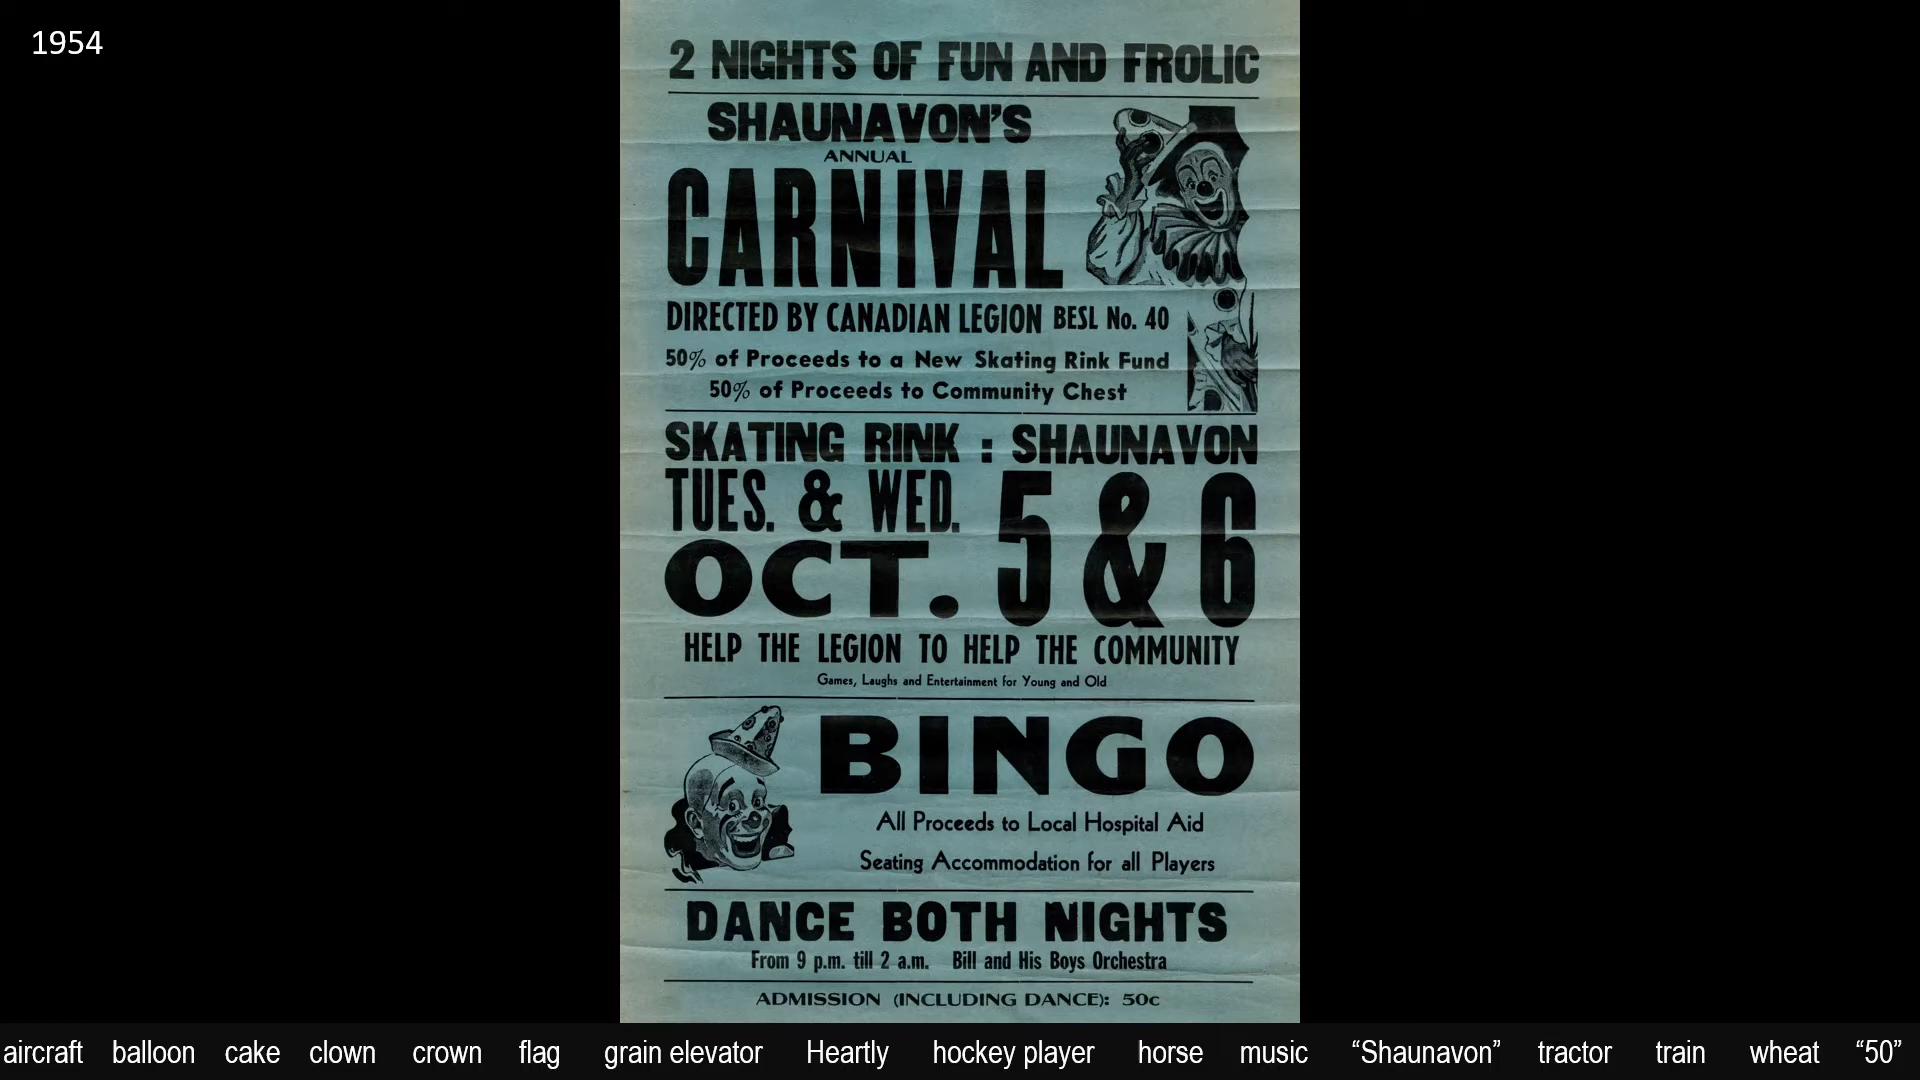 1954
2 NIGHTS OF FUN AND FROLIC
SHAUNAVON'S
ANNUAL
CARNIVAL
DIRECTED BY CANADIAN LEGION BESL No. 40
50% of Proceeds to a New Skating Rink Fund
50% of Proceeds to Community Chest
SKATING RINK : SHAUNAVON
TUES. & WED.
OCT. 5 & 6
HELP THE LEGION TO HELP THE COMMUNITY
Games, Laughs and Entertainment for Young and Old
BINGO
All Proceeds to Local Hospital Aid
Seating Accommodation for all Players
DANCE BOTH NIGHTS
From 9 p.m. till 2 a.m. Bill and His Boys Orchestra
ADMISSION (INCLUDING DANCE): 50c
aircraft balloon cake clown crown flag grain elevator Heartly hockey player horse music “Shaunavon” tractor train wheat “50”